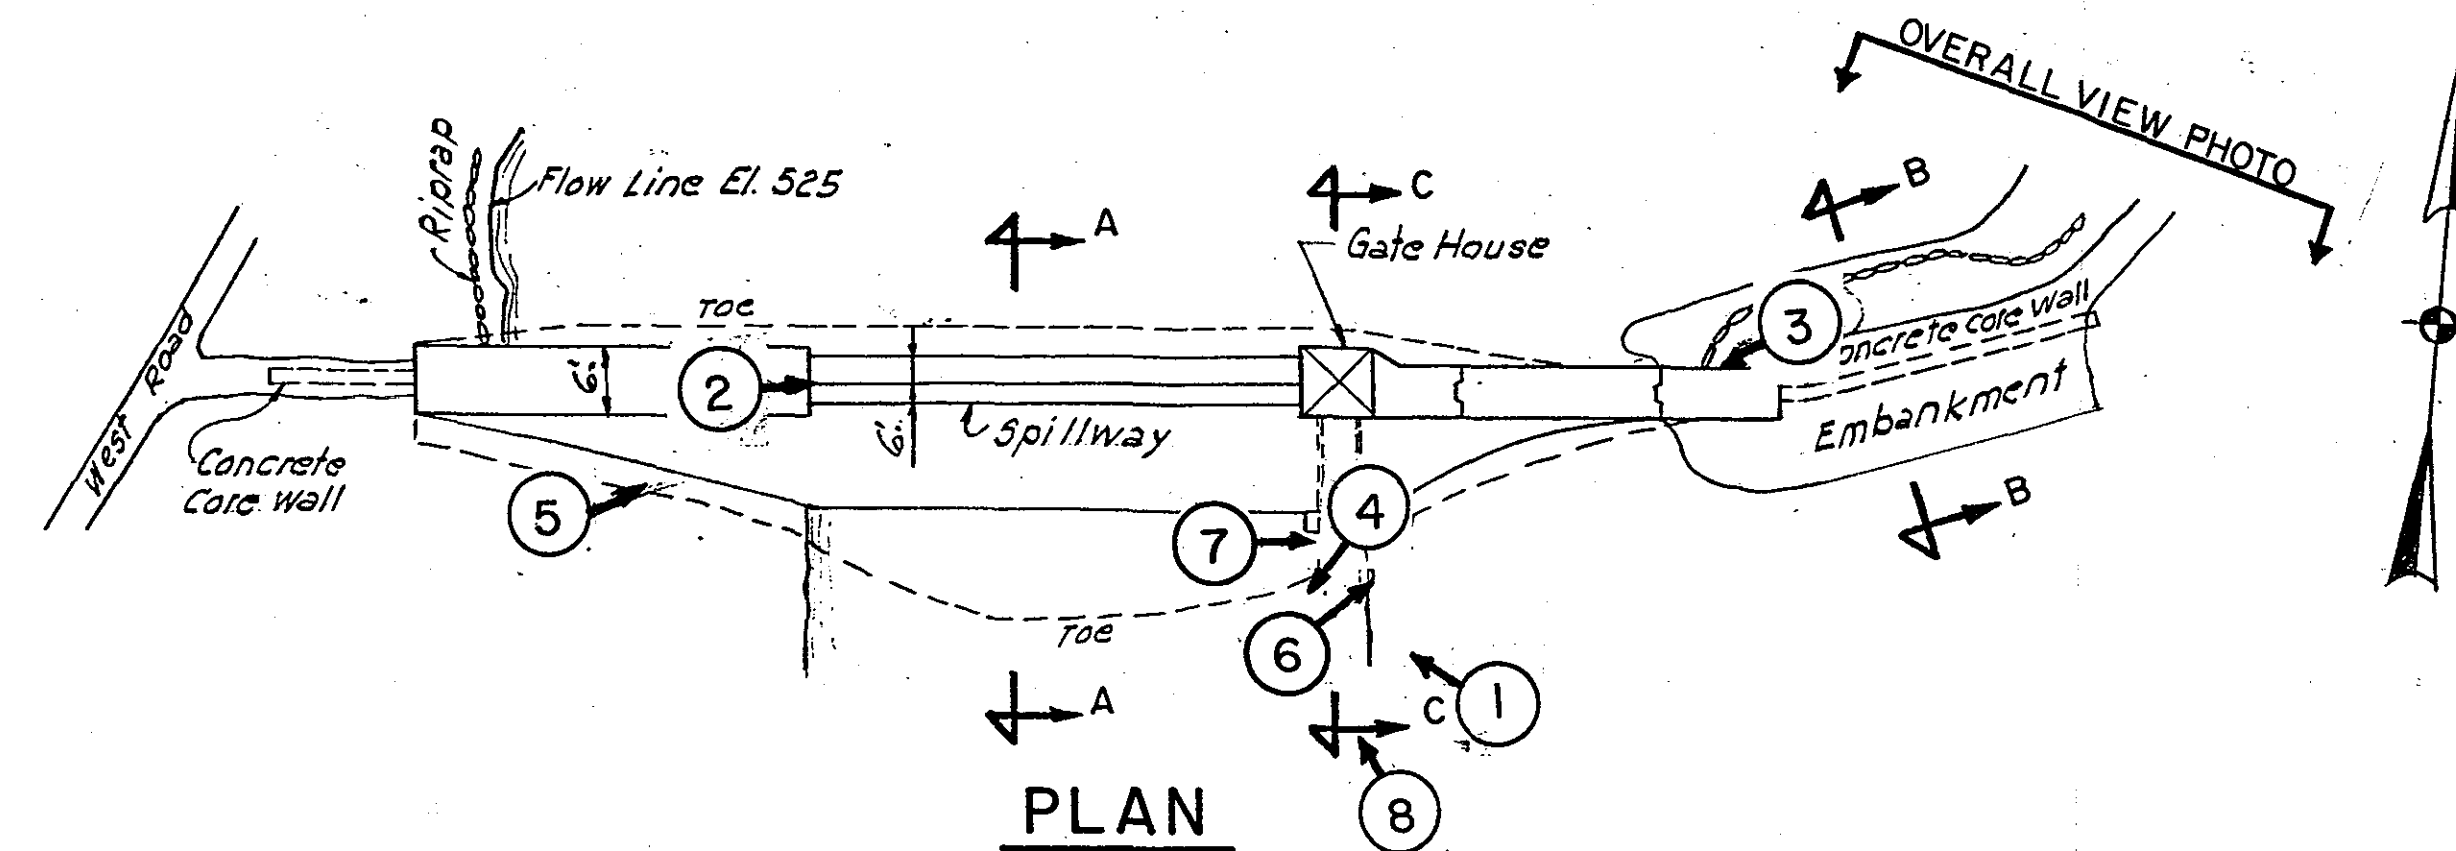 OVERALL VIEW PHOTO
Riprap
Flow Line El. 525
A
C
B
Gate House
West Road
Toe
3
Concrete Core Wall
2
6'
6'
Spillway
Embankment
Concrete
Core Wall
5
7
4
B
Toe
6
A
C
1
8
PLAN